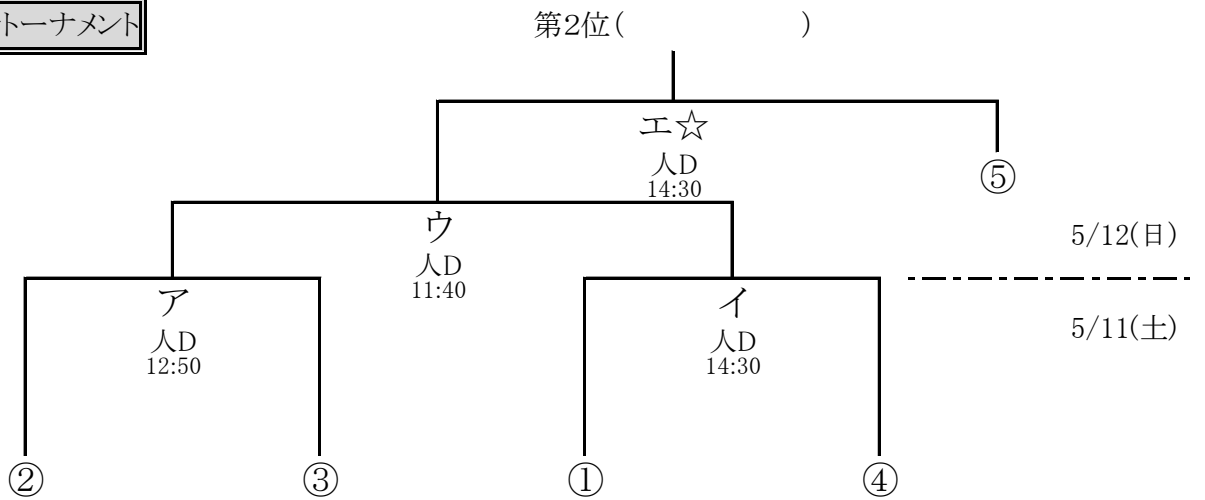 トーナメント
第2位(　　　　　　　)
エ☆
人D
14:30
⑤
ウ
人D
11:40
5/12(日)
ア
人D
12:50
イ
人D
14:30
5/11(土)
②
③
①
④